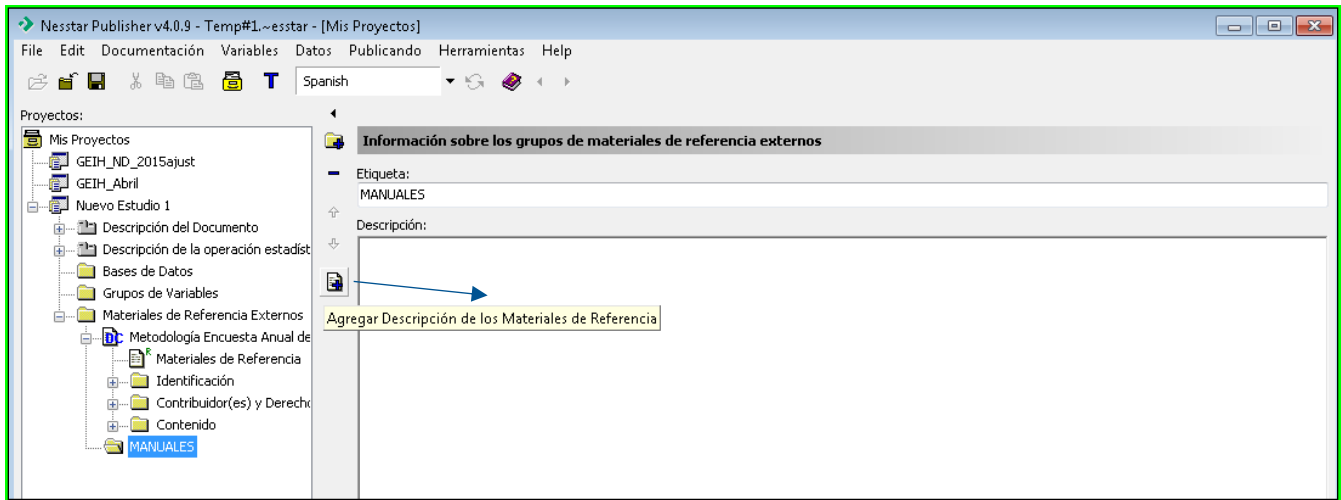 Nesstar Publisher v4.0.9 - Temp#1.~esstar - [Mis Proyectos]
File Edit Documentación Variables Datos Publicando Herramientas Help
T Spanish
Proyectos:
Mis Proyectos
GEIH_ND_2015ajust
GEIH_Abril
Nuevo Estudio 1
Descripción del Documento
Descripción de la operación estadíst
Bases de Datos
Grupos de Variables
Materiales de Referencia Externos
DC Metodología Encuesta Anual de
R Materiales de Referencia
Identificación
Contribuidor(es) y Derecho
Contenido
MANUALES
Información sobre los grupos de materiales de referencia externos
Etiqueta:
MANUALES
Descripción:
Agregar Descripción de los Materiales de Referencia